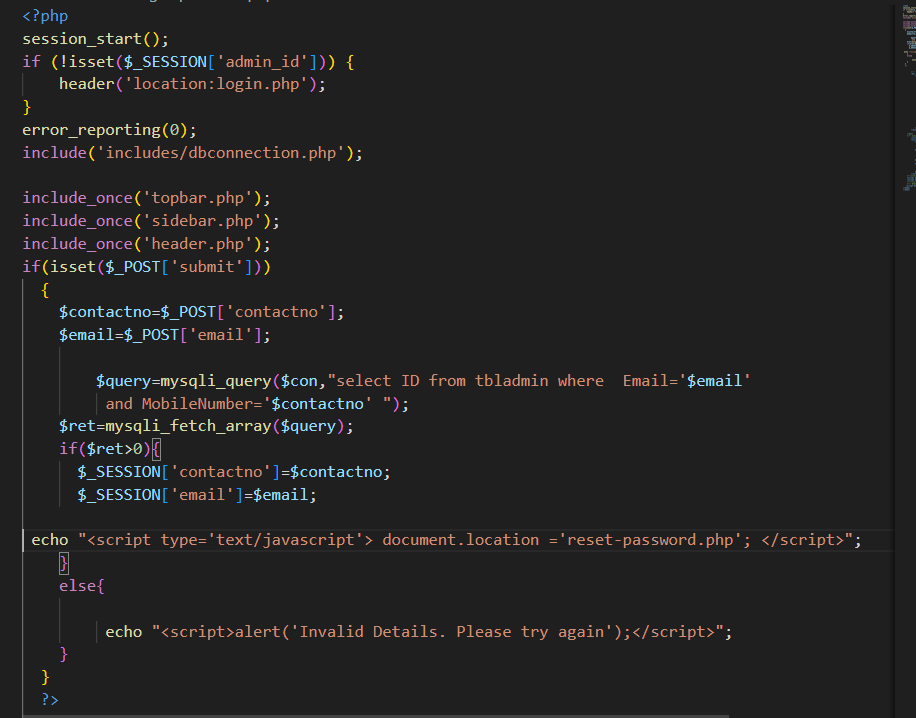 <?php
session_start();
if (!isset($_SESSION['admin_id'])) {
    header('location:login.php');
}
error_reporting(0);
include('includes/dbconnection.php');

include_once('topbar.php');
include_once('sidebar.php');
include_once('header.php');
if(isset($_POST['submit']))
  {
    $contactno=$_POST['contactno'];
    $email=$_POST['email'];

        $query=mysqli_query($con,"select ID from tbladmin where  Email='$email'
         and MobileNumber='$contactno' ");
    $ret=mysqli_fetch_array($query);
    if($ret>0){
      $_SESSION['contactno']=$contactno;
      $_SESSION['email']=$email;

 echo "<script type='text/javascript'> document.location ='reset-password.php'; </script>";
    }
    else{

         echo "<script>alert('Invalid Details. Please try again');</script>";
    }
  }
  ?>